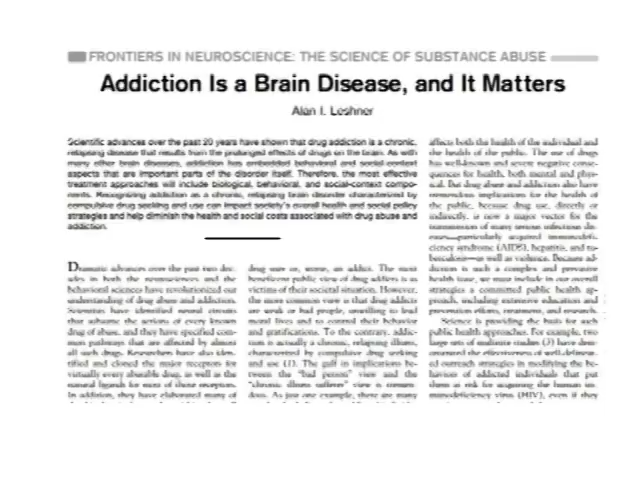 FRONTIERS IN NEUROSCIENCE: THE SCIENCE OF SUBSTANCE ABUSE
Addiction Is a Brain Disease, and It Matters
Alan I. Leshner
Scientific advances over the past 20 years have shown that drug addiction is a chronic,
relapsing disease that results from the prolonged effects of drugs on the brain. As with
many other brain diseases, addiction has embedded behavioral and social-context
aspects that are important parts of the disorder itself. Therefore, the most effective
treatment approaches will include biological, behavioral, and social-context compo-
nents. Recognizing addiction as a chronic, relapsing brain disorder characterized by
compulsive drug seeking and use can impact society's overall health and social policy
strategies and help diminish the health and social costs associated with drug abuse and
addiction.
Dramatic advances over the past two dec-
ades in both the neurosciences and the
behavioral sciences have revolutionized our
understanding of drug abuse and addiction.
Scientists have identified neural circuits
that subsume the actions of every known
drug of abuse, and they have specified com-
mon pathways that are affected by almost
all such drugs. Researchers have also iden-
tified and cloned the major receptors for
virtually every abusable drug, as well as the
natural ligands for most of those receptors.
In addition, they have elaborated many of
drug user or, worse, an addict. The most
beneficent public view of drug addicts is as
victims of their societal situation. However,
the more common view is that drug addicts
are weak or bad people, unwilling to lead
moral lives and to control their behavior
and gratifications. To the contrary, addic-
tion is actually a chronic, relapsing illness,
characterized by compulsive drug seeking
and use (1). The gulf in implications be-
tween the "bad person" view and the
"chronic illness sufferer" view is tremen-
dous. As just one example, there are many
affects both the health of the individual and
the health of the public. The use of drugs
has well-known and severe negative conse-
quences for health, both mental and phys-
ical. But drug abuse and addiction also have
tremendous implications for the health of
the public, because drug use, directly or
indirectly, is now a major vector for the
transmission of many serious infectious dis-
eases—particularly acquired immunodefi-
ciency syndrome (AIDS), hepatitis, and tu-
berculosis—as well as violence. Because ad-
diction is such a complex and pervasive
health issue, we must include in our overall
strategies a committed public health ap-
proach, including extensive education and
prevention efforts, treatment, and research.
Science is providing the basis for such
public health approaches. For example, two
large sets of multisite studies (3) have dem-
onstrated the effectiveness of well-delineat-
ed outreach strategies in modifying the be-
haviors of addicted individuals that put
them at risk for acquiring the human im-
munodeficiency virus (HIV), even if they